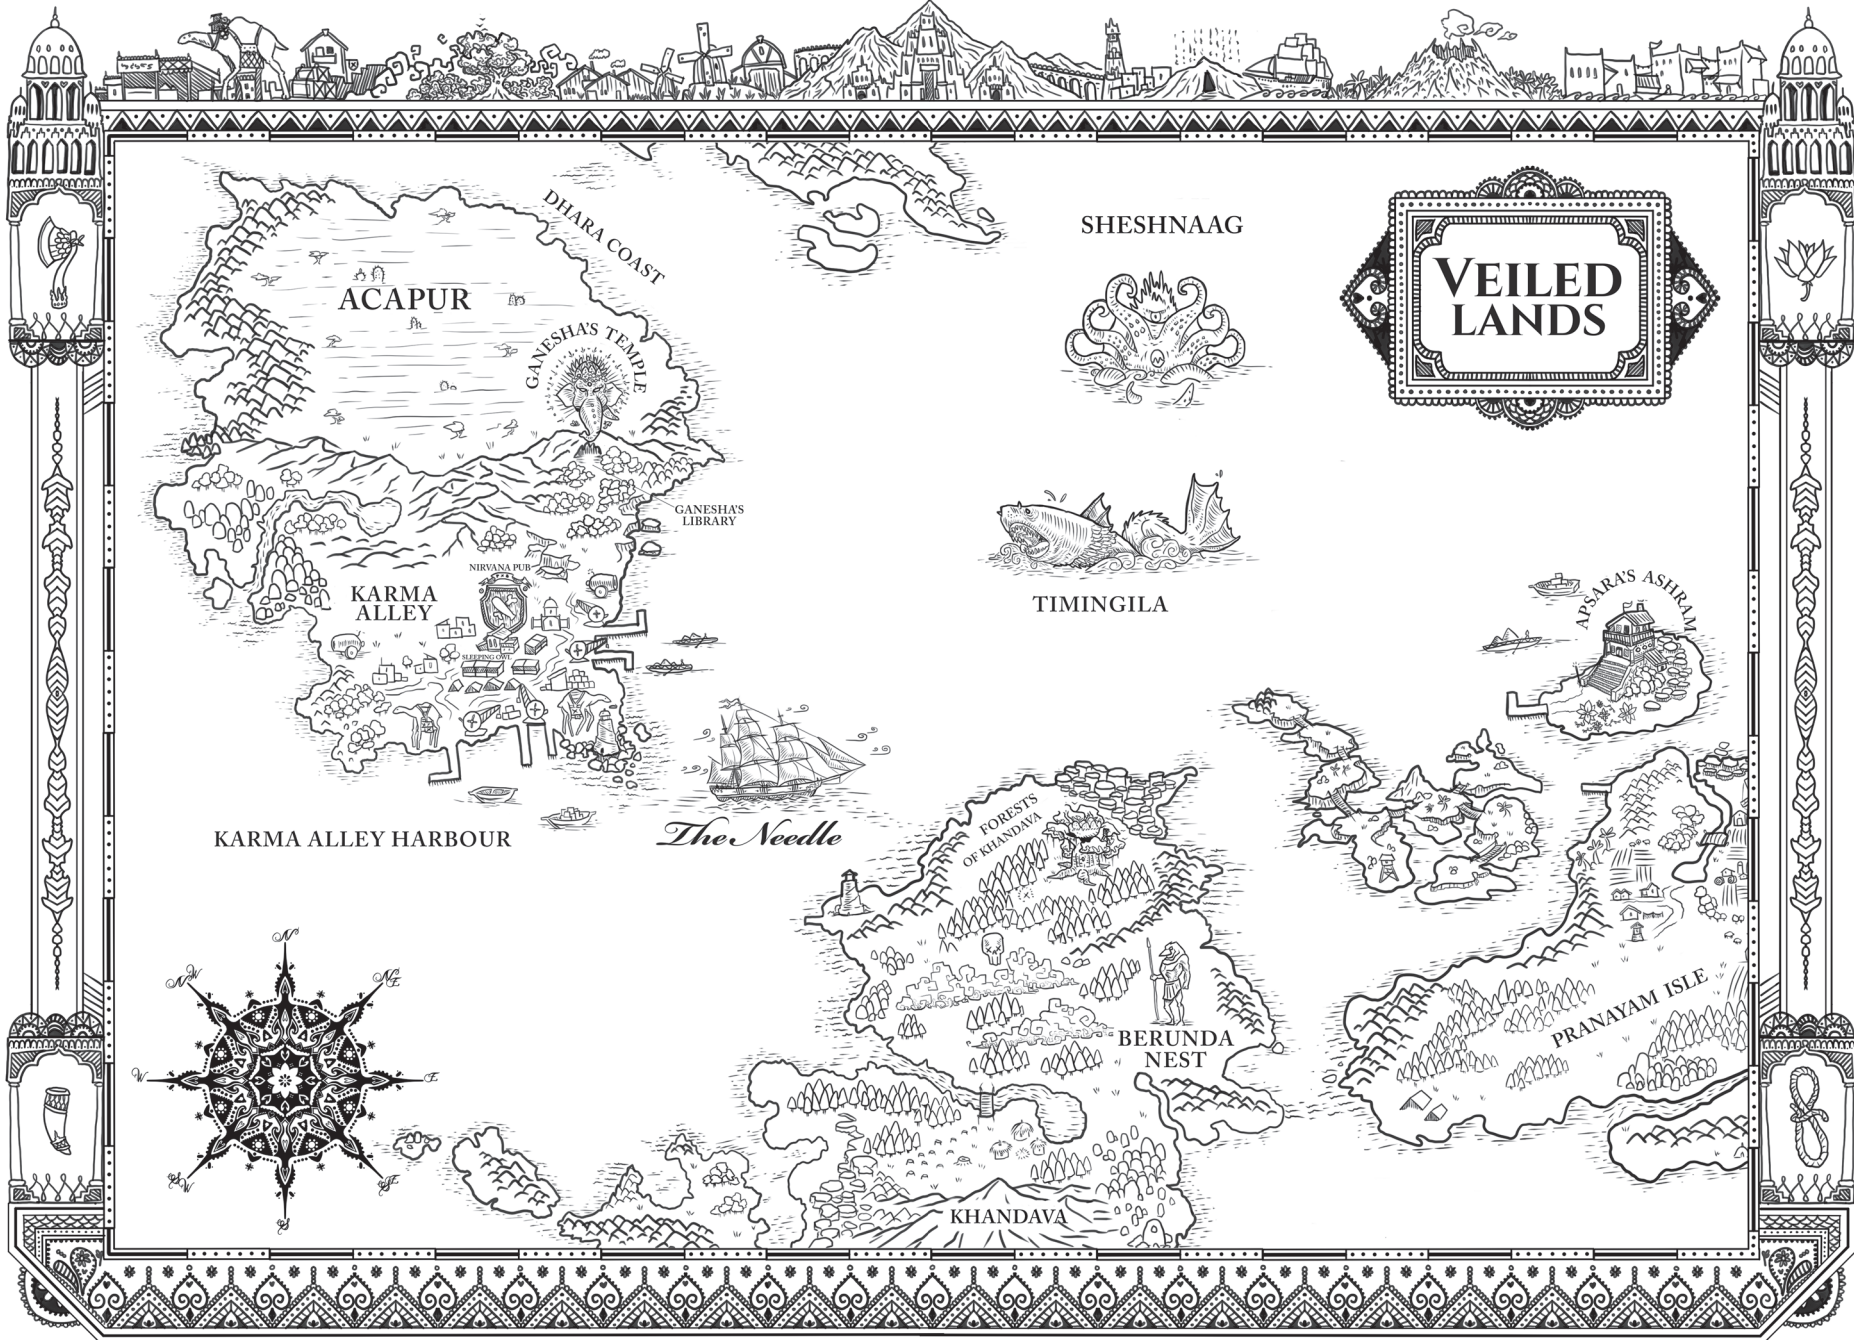 VEILED
LANDS
SHESHNAAG
DHARA COAST
ACAPUR
GANESHA'S TEMPLE
GANESHA'S
LIBRARY
TIMINGILA
NIRVANA PUB
KARMA
ALLEY
SLEEPING OWL
APSARA'S ASHRAM
KARMA ALLEY HARBOUR
The Needle
FORESTS
OF KHANDAVA
BERUNDA
NEST
PRANAYAM ISLE
KHANDAVA
N
NW
NE
W
E
SW
SE
S